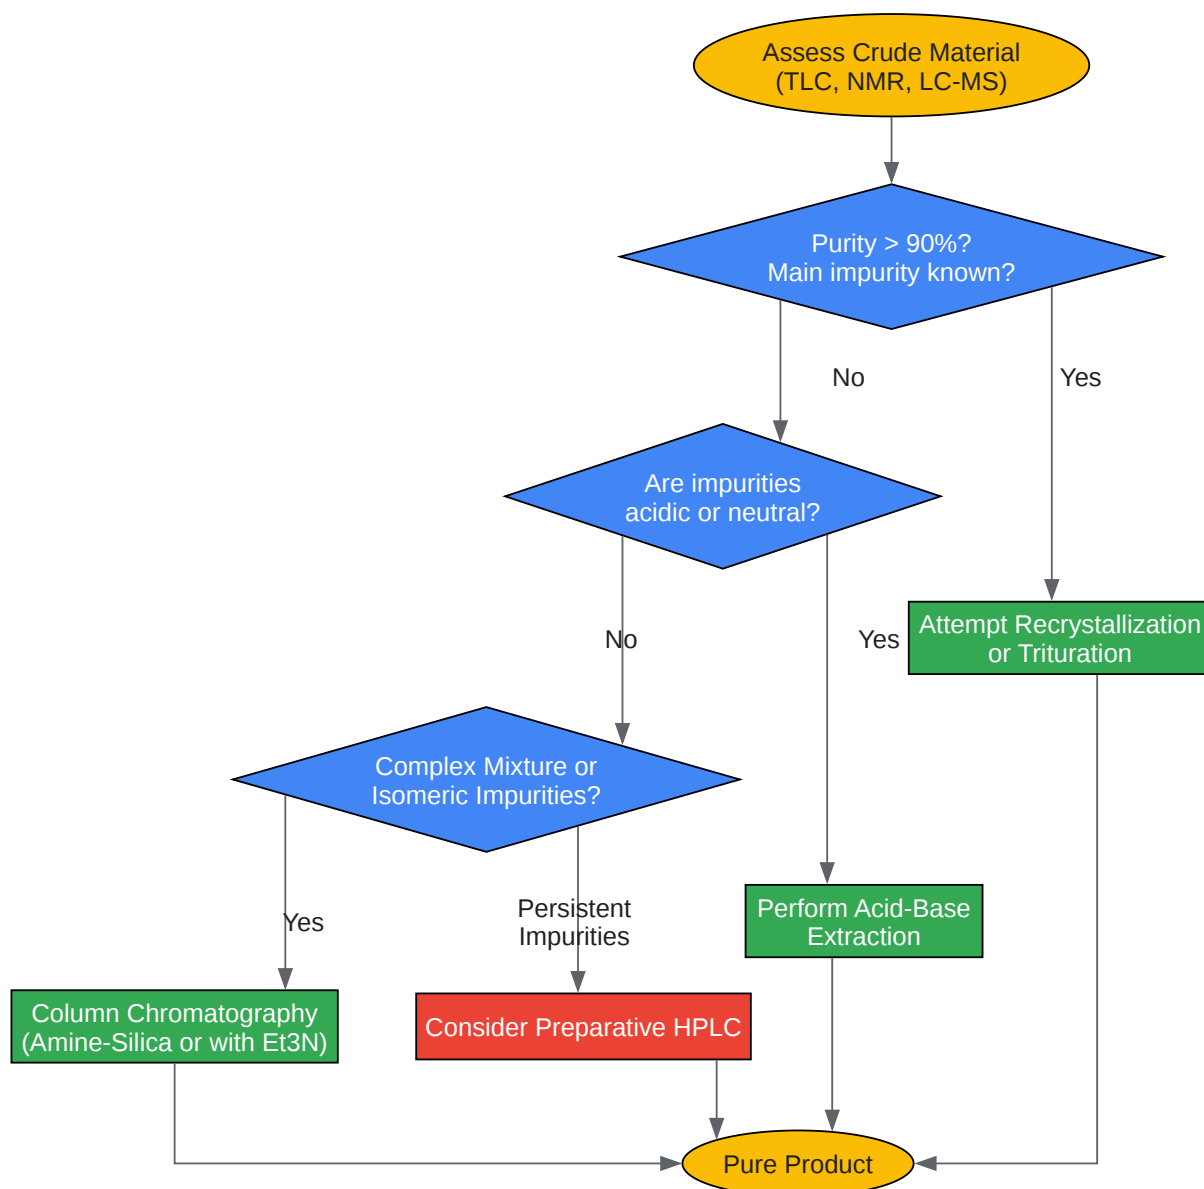 Assess Crude Material
(TLC, NMR, LC-MS)
Purity > 90%?
Main impurity known?
No
Yes
Are impurities
acidic or neutral?
No
Yes
Attempt Recrystallization
or Trituration
Complex Mixture or
Isomeric Impurities?
Yes
Persistent
Impurities
Perform Acid-Base
Extraction
Column Chromatography
(Amine-Silica or with Et3N)
Consider Preparative HPLC
Pure Product